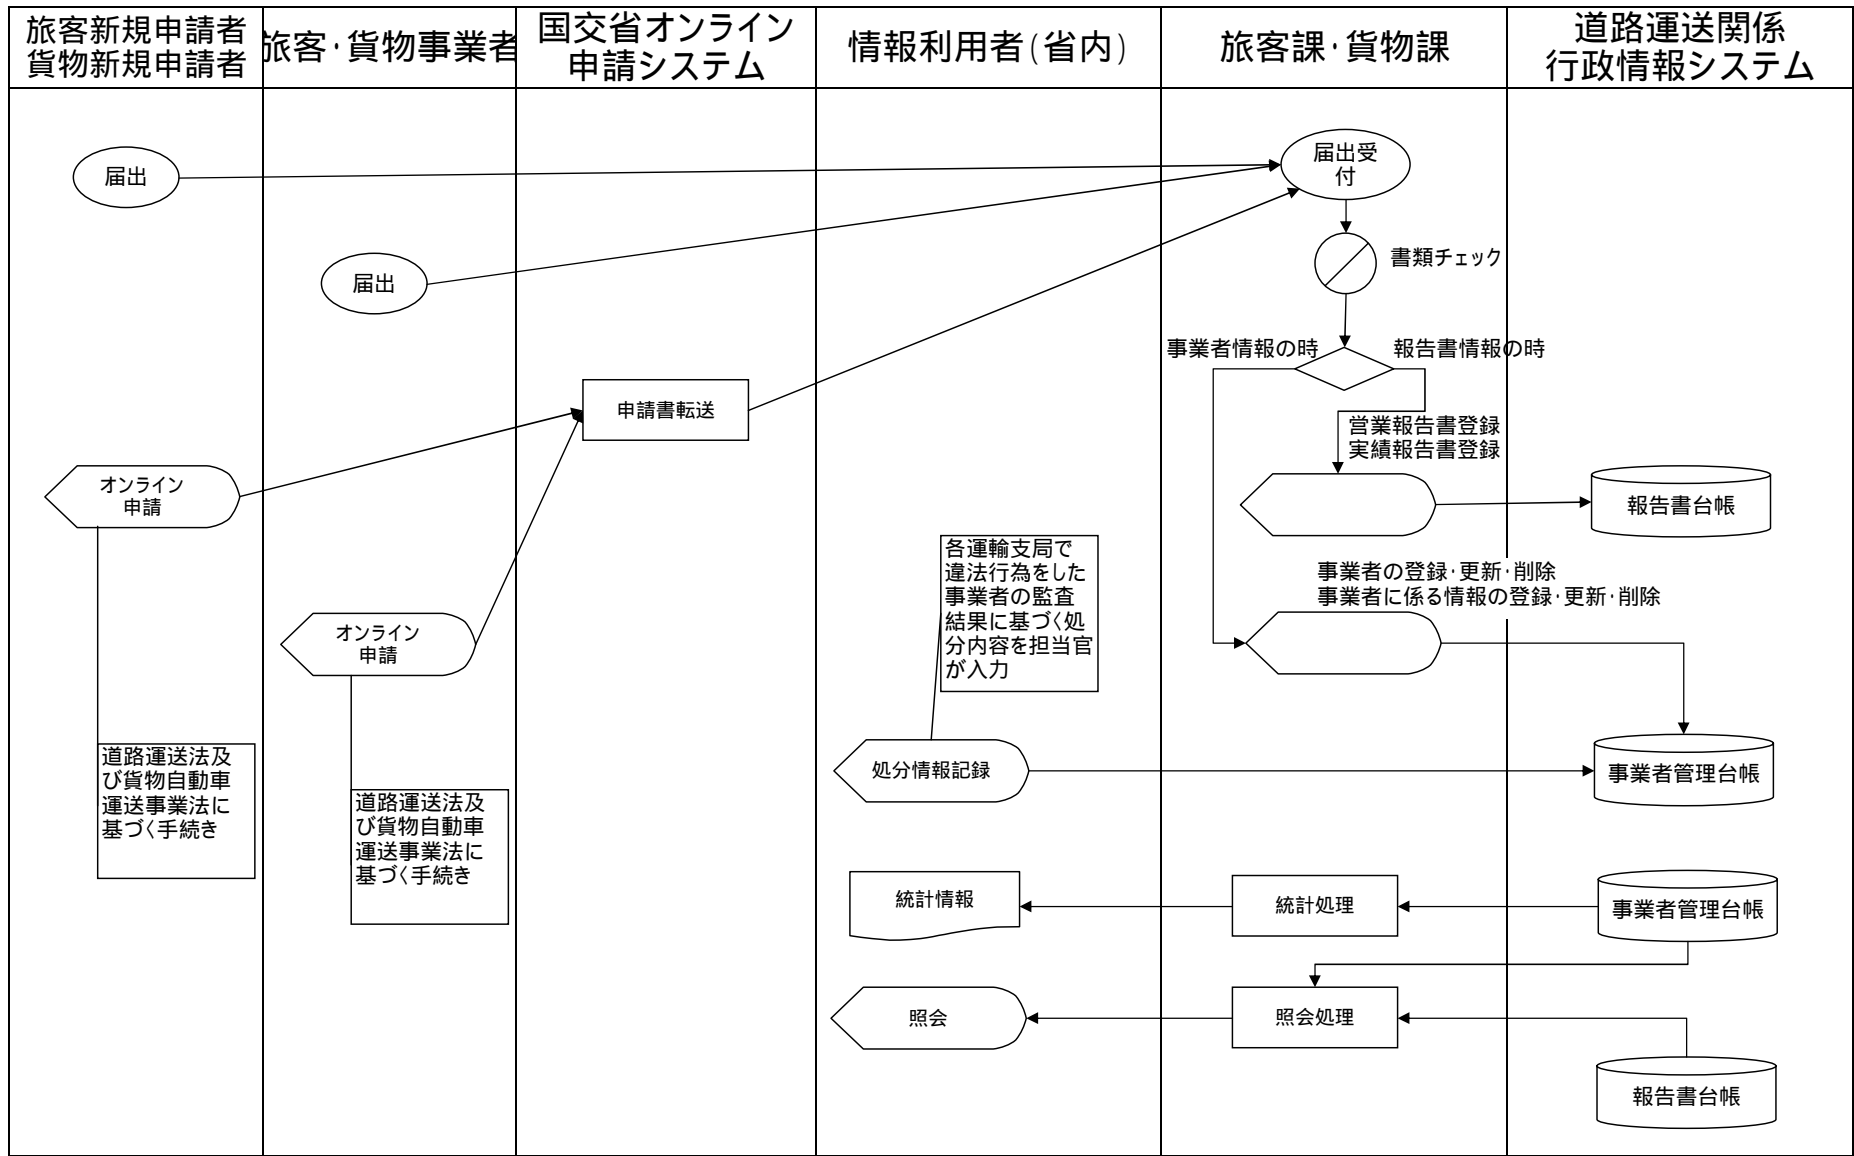 旅客新規申請者
貨物新規申請者
旅客・貨物事業者
国交省オンライン
申請システム
情報利用者(省内)
旅客課・貨物課
道路運送関係
行政情報システム
届出
届出受
付
書類チェック
届出
事業者情報の時
報告書情報の時
申請書転送
営業報告書登録
実績報告書登録
オンライン
申請
報告書台帳
各運輸支局で
違法行為をした
事業者の監査
結果に基づく処
分内容を担当官
が入力
事業者の登録・更新・削除
事業者に係る情報の登録・更新・削除
オンライン
申請
道路運送法及
び貨物自動車
運送事業法に
基づく手続き
処分情報記録
事業者管理台帳
道路運送法及
び貨物自動車
運送事業法に
基づく手続き
統計情報
統計処理
事業者管理台帳
照会
照会処理
報告書台帳